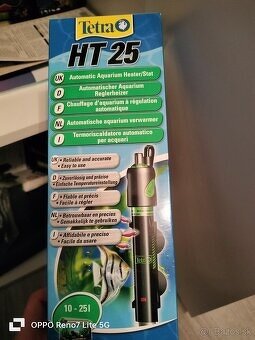 Tetra
HT 25
UK Automatic Aquarium Heater/Stat
D Automatischer Aquarium
Reglerheizer
F Chauffage d'aquarium à régulation
automatique
NL Automatische aquarium verwarmer
I Termoriscaldatore automatico
per acquari
UK • Reliable and accurate
• Easy to use
D • Zuverlässig und präzise
• Einfache Temperatureinstellung
F • Fiable et précis
• Facile à régler
NL • Betrouwbaar en precies
• Gemakkelijk te gebruiken
I • Affidabile e preciso
• Facile da usare
10 - 25l
OPPO Reno7 Lite 5G